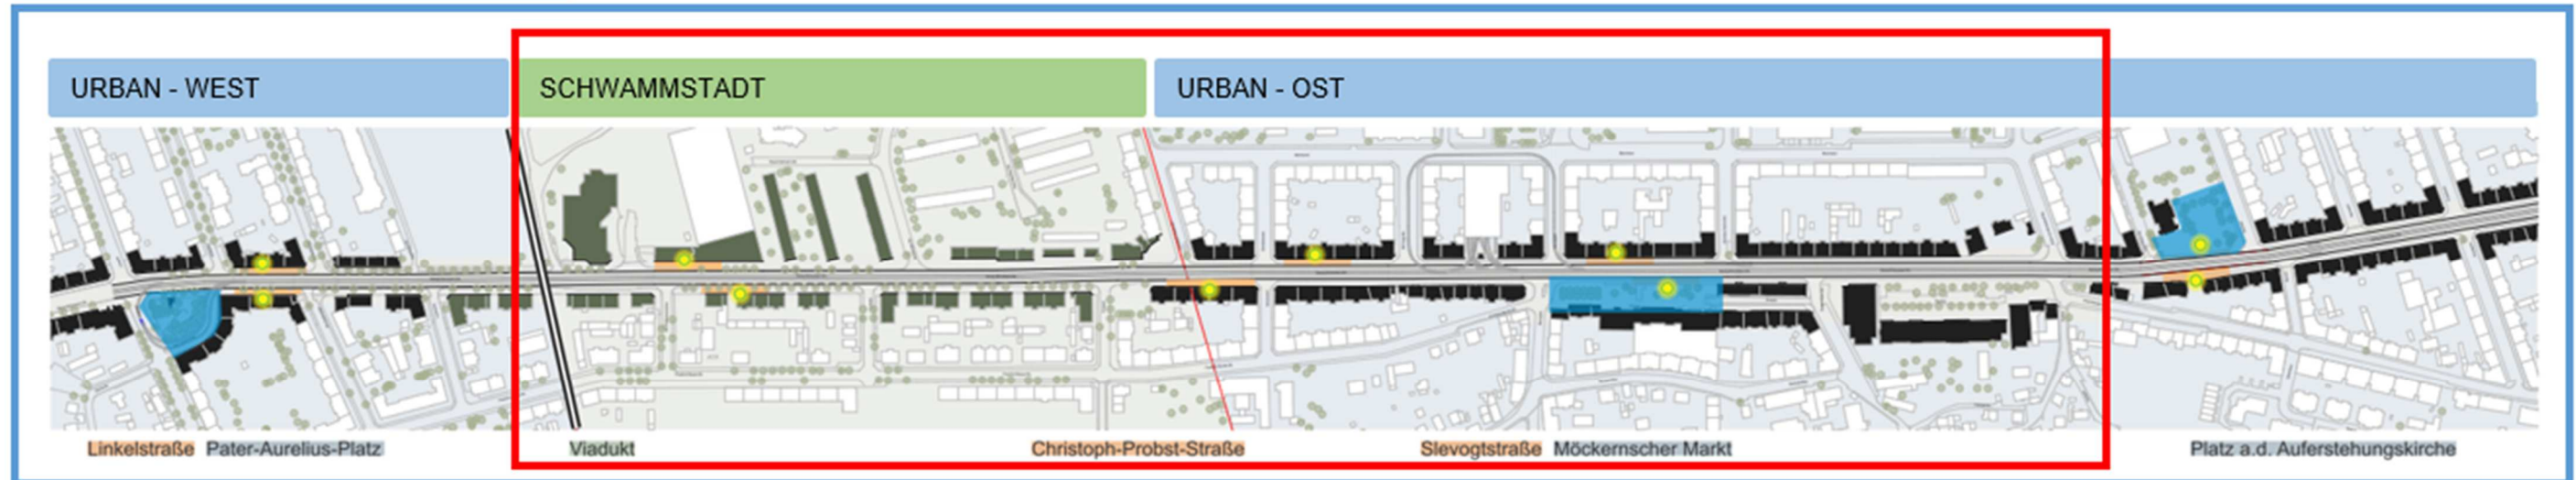 URBAN - WEST
SCHWAMMSTADT
URBAN - OST
Linkelstraße
Pater-Aurelius-Platz
Viadukt
Christoph-Probst-Straße
Slevogtstraße
Möckernscher Markt
Platz a.d. Auferstehungskirche